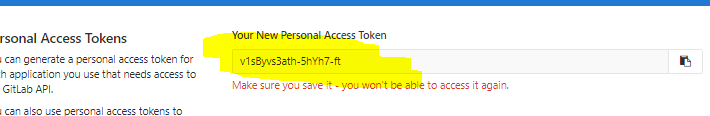 rsonal Access Tokens
Your New Personal Access Token
v1sByvs3ath-5hYh7-ft
u can generate a personal access token for
ch application you use that needs access to
GitLab API.
Make sure you save it - you won't be able to access it again.
u can also use personal access tokens to